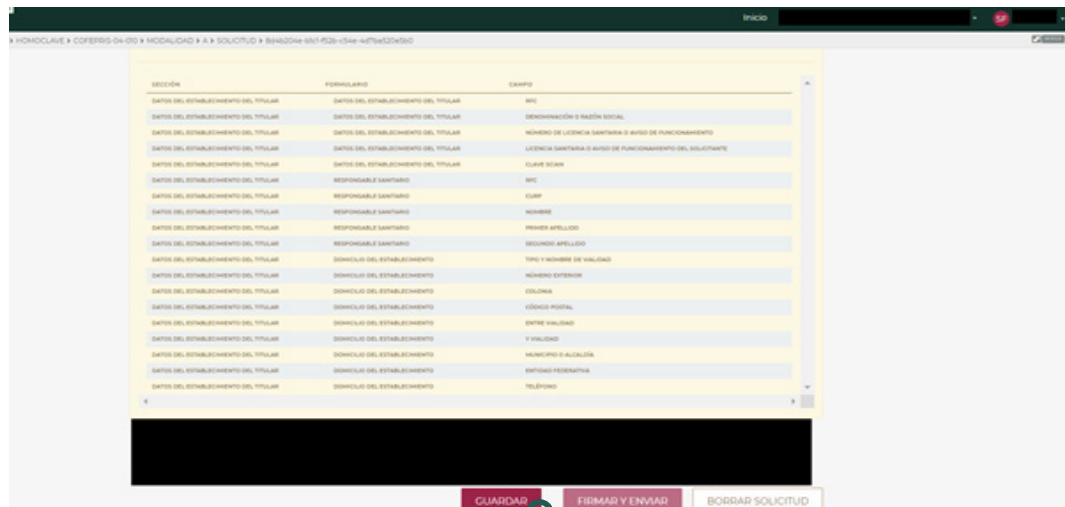 Inicio
SF
HOMOCLAVE COFEPRIS-04-010 MODALIDAD A SOLICITUD
SECCIÓN FORMULARIO CAMPO
DATOS DEL ESTABLECIMIENTO DEL TITULAR DATOS DEL ESTABLECIMIENTO DEL TITULAR RFC
DATOS DEL ESTABLECIMIENTO DEL TITULAR DATOS DEL ESTABLECIMIENTO DEL TITULAR DENOMINACIÓN O RAZÓN SOCIAL
DATOS DEL ESTABLECIMIENTO DEL TITULAR DATOS DEL ESTABLECIMIENTO DEL TITULAR NÚMERO DE LICENCIA SANITARIA O AVISO DE FUNCIONAMIENTO
DATOS DEL ESTABLECIMIENTO DEL TITULAR DATOS DEL ESTABLECIMIENTO DEL TITULAR LICENCIA SANITARIA O AVISO DE FUNCIONAMIENTO DEL SOLICITANTE
DATOS DEL ESTABLECIMIENTO DEL TITULAR DATOS DEL ESTABLECIMIENTO DEL TITULAR CLAVE SCIAN
DATOS DEL ESTABLECIMIENTO DEL TITULAR RESPONSABLE SANITARIO RFC
DATOS DEL ESTABLECIMIENTO DEL TITULAR RESPONSABLE SANITARIO CURP
DATOS DEL ESTABLECIMIENTO DEL TITULAR RESPONSABLE SANITARIO NOMBRE
DATOS DEL ESTABLECIMIENTO DEL TITULAR RESPONSABLE SANITARIO PRIMER APELLIDO
DATOS DEL ESTABLECIMIENTO DEL TITULAR RESPONSABLE SANITARIO SEGUNDO APELLIDO
DATOS DEL ESTABLECIMIENTO DEL TITULAR DOMICILIO DEL ESTABLECIMIENTO TIPO Y NOMBRE DE VIALIDAD
DATOS DEL ESTABLECIMIENTO DEL TITULAR DOMICILIO DEL ESTABLECIMIENTO NÚMERO EXTERIOR
DATOS DEL ESTABLECIMIENTO DEL TITULAR DOMICILIO DEL ESTABLECIMIENTO COLONIA
DATOS DEL ESTABLECIMIENTO DEL TITULAR DOMICILIO DEL ESTABLECIMIENTO CÓDIGO POSTAL
DATOS DEL ESTABLECIMIENTO DEL TITULAR DOMICILIO DEL ESTABLECIMIENTO ENTRE VIALIDAD
DATOS DEL ESTABLECIMIENTO DEL TITULAR DOMICILIO DEL ESTABLECIMIENTO Y VIALIDAD
DATOS DEL ESTABLECIMIENTO DEL TITULAR DOMICILIO DEL ESTABLECIMIENTO MUNICIPIO O ALCALDÍA
DATOS DEL ESTABLECIMIENTO DEL TITULAR DOMICILIO DEL ESTABLECIMIENTO ENTIDAD FEDERATIVA
DATOS DEL ESTABLECIMIENTO DEL TITULAR DOMICILIO DEL ESTABLECIMIENTO TELÉFONO
GUARDAR FIRMAR Y ENVIAR BORRAR SOLICITUD